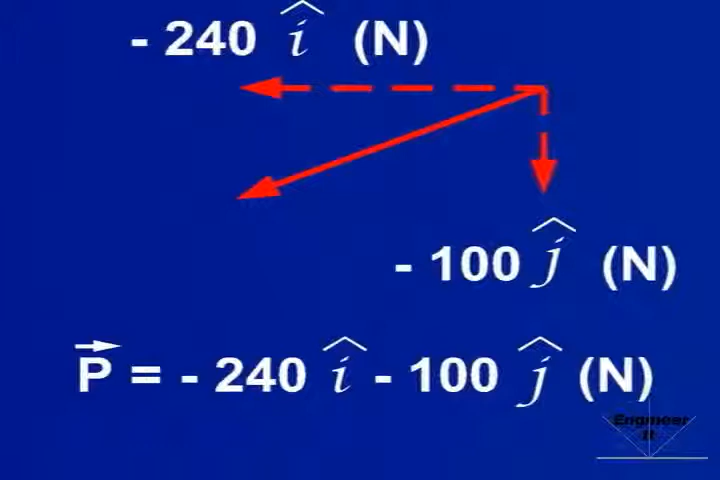 - 240 î (N)
- 100 ĵ (N)
P⃗ = - 240 î - 100 ĵ (N)
Engineer
It